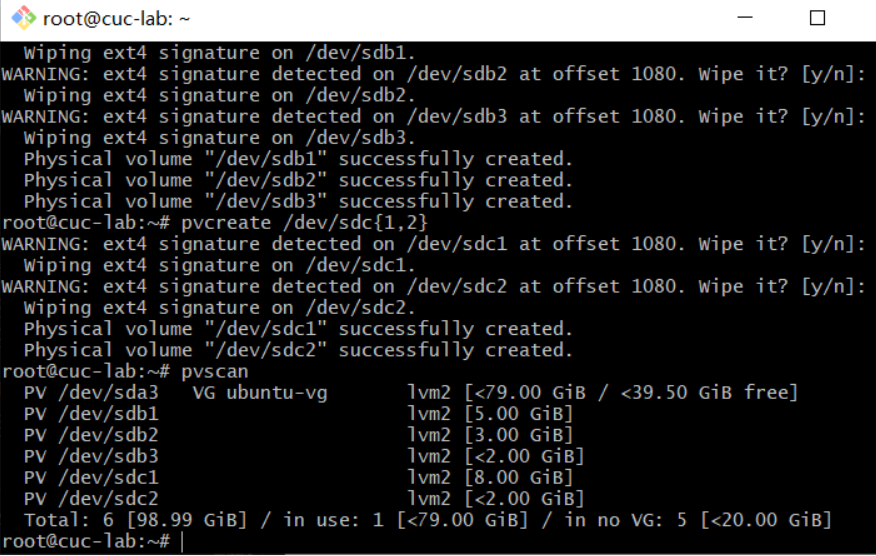 root@cuc-lab: ~
Wiping ext4 signature on /dev/sdb1.
WARNING: ext4 signature detected on /dev/sdb2 at offset 1080. Wipe it? [y/n]:
Wiping ext4 signature on /dev/sdb2.
WARNING: ext4 signature detected on /dev/sdb3 at offset 1080. Wipe it? [y/n]:
Wiping ext4 signature on /dev/sdb3.
Physical volume "/dev/sdb1" successfully created.
Physical volume "/dev/sdb2" successfully created.
Physical volume "/dev/sdb3" successfully created.
root@cuc-lab:~# pvcreate /dev/sdc{1,2}
WARNING: ext4 signature detected on /dev/sdc1 at offset 1080. Wipe it? [y/n]:
Wiping ext4 signature on /dev/sdc1.
WARNING: ext4 signature detected on /dev/sdc2 at offset 1080. Wipe it? [y/n]:
Wiping ext4 signature on /dev/sdc2.
Physical volume "/dev/sdc1" successfully created.
Physical volume "/dev/sdc2" successfully created.
root@cuc-lab:~# pvscan
PV /dev/sda3   VG ubuntu-vg       lvm2 [<79.00 GiB / <39.50 GiB free]
PV /dev/sdb1                      lvm2 [5.00 GiB]
PV /dev/sdb2                      lvm2 [3.00 GiB]
PV /dev/sdb3                      lvm2 [<2.00 GiB]
PV /dev/sdc1                      lvm2 [8.00 GiB]
PV /dev/sdc2                      lvm2 [<2.00 GiB]
Total: 6 [98.99 GiB] / in use: 1 [<79.00 GiB] / in no VG: 5 [<20.00 GiB]
root@cuc-lab:~#